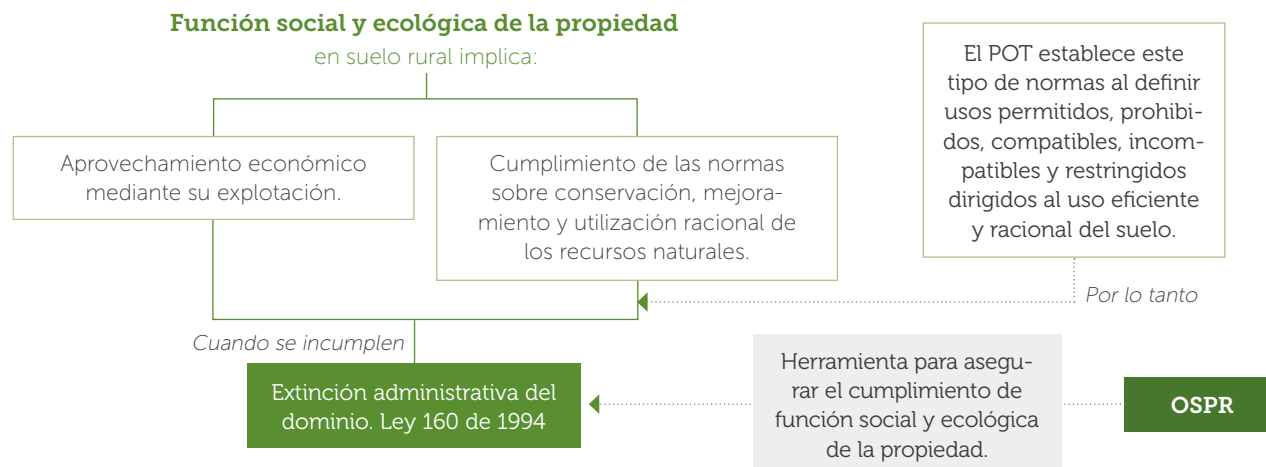 Función social y ecológica de la propiedad
en suelo rural implica:
Aprovechamiento económico
mediante su explotación.
Cumplimiento de las normas
sobre conservación, mejora-
miento y utilización racional de
los recursos naturales.
El POT establece este
tipo de normas al definir
usos permitidos, prohibi-
dos, compatibles, incom-
patibles y restringidos
dirigidos al uso eficiente
y racional del suelo.
Por lo tanto
Cuando se incumplen
Extinción administrativa del
dominio. Ley 160 de 1994
Herramienta para asegu-
rar el cumplimiento de
función social y ecológica
de la propiedad.
OSPR